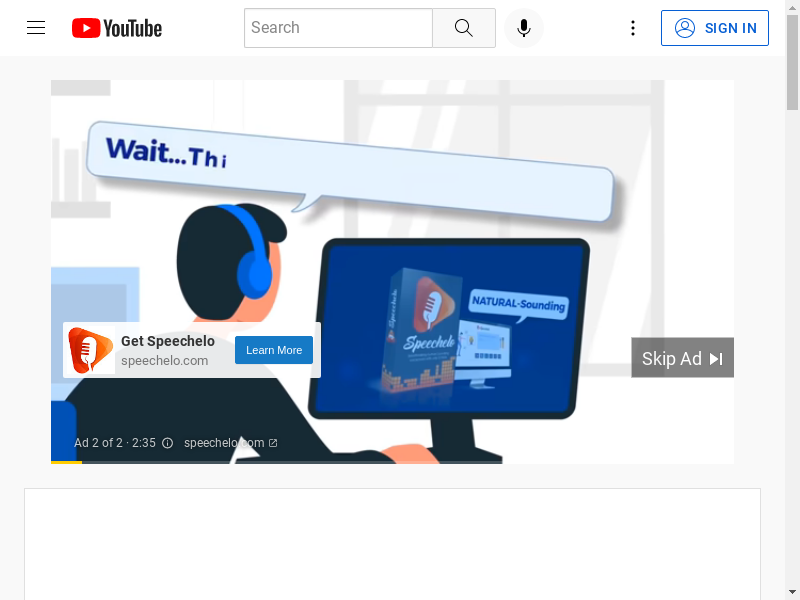 YouTube
Search
SIGN IN
Wait...Thi
NATURAL-Sounding
Speechelo
Speechelo
Get Speechelo
speechelo.com
Learn More
Skip Ad
Ad 2 of 2 · 2:35
speechelo.com